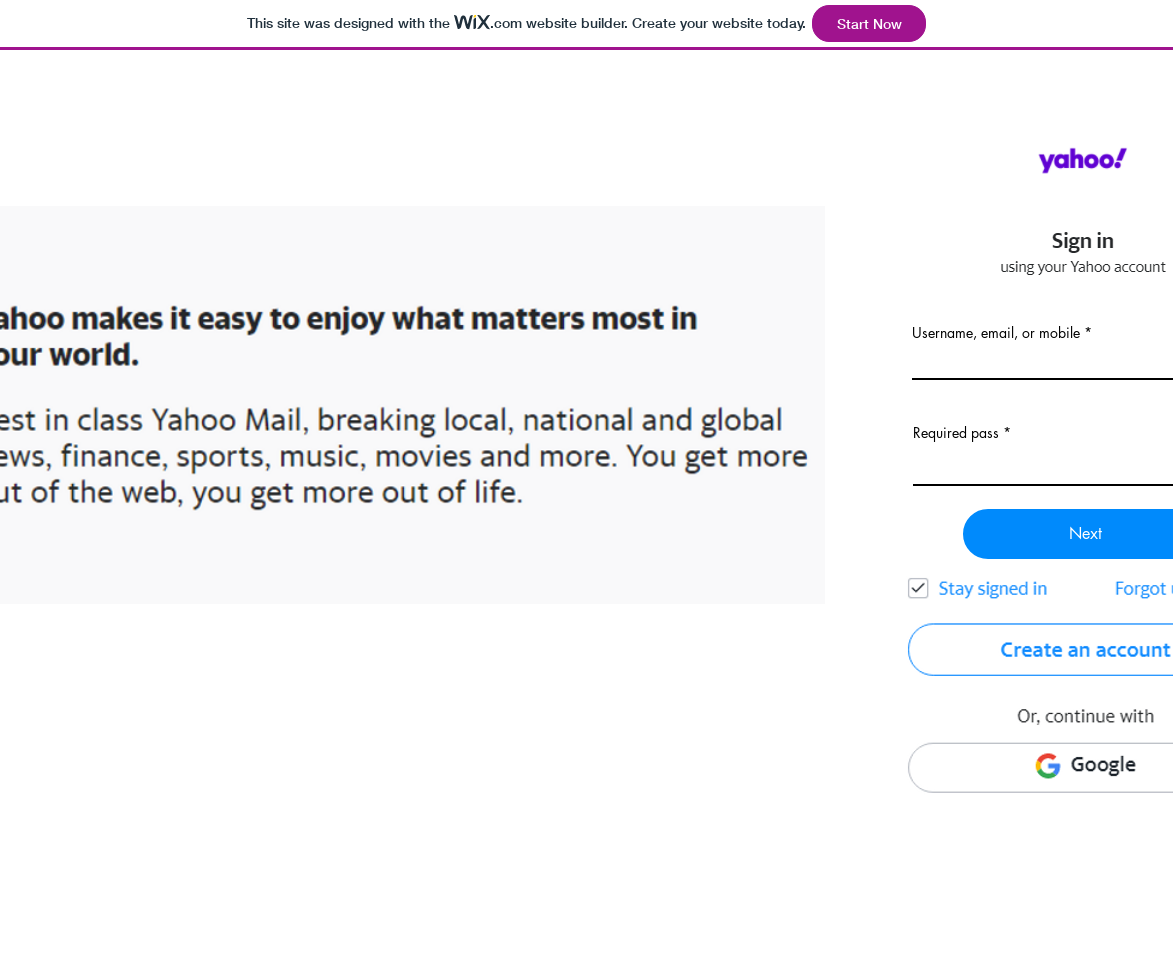 This site was designed with the WiX.com website builder. Create your website today. Start Now
yahoo!
Sign in
using your Yahoo account
ahoo makes it easy to enjoy what matters most in
our world.
est in class Yahoo Mail, breaking local, national and global
ews, finance, sports, music, movies and more. You get more
ut of the web, you get more out of life.
Username, email, or mobile *
Required pass *
Next
Stay signed in Forgot
Create an account
Or, continue with
Google